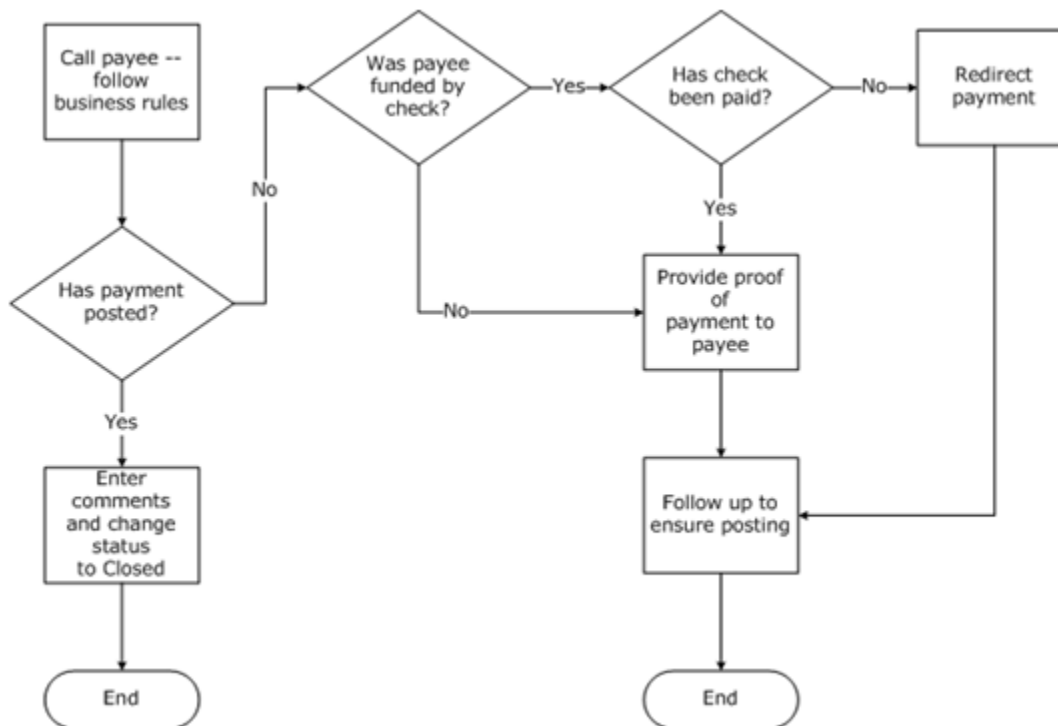 Call payee --
follow
business rules
Was payee
funded by
check?
Yes
Has check
been paid?
No
Redirect
payment
No
Yes
Has payment
posted?
Provide proof
of
payment to
payee
No
Yes
Enter
comments
and change
status
to Closed
Follow up to
ensure posting
End
End